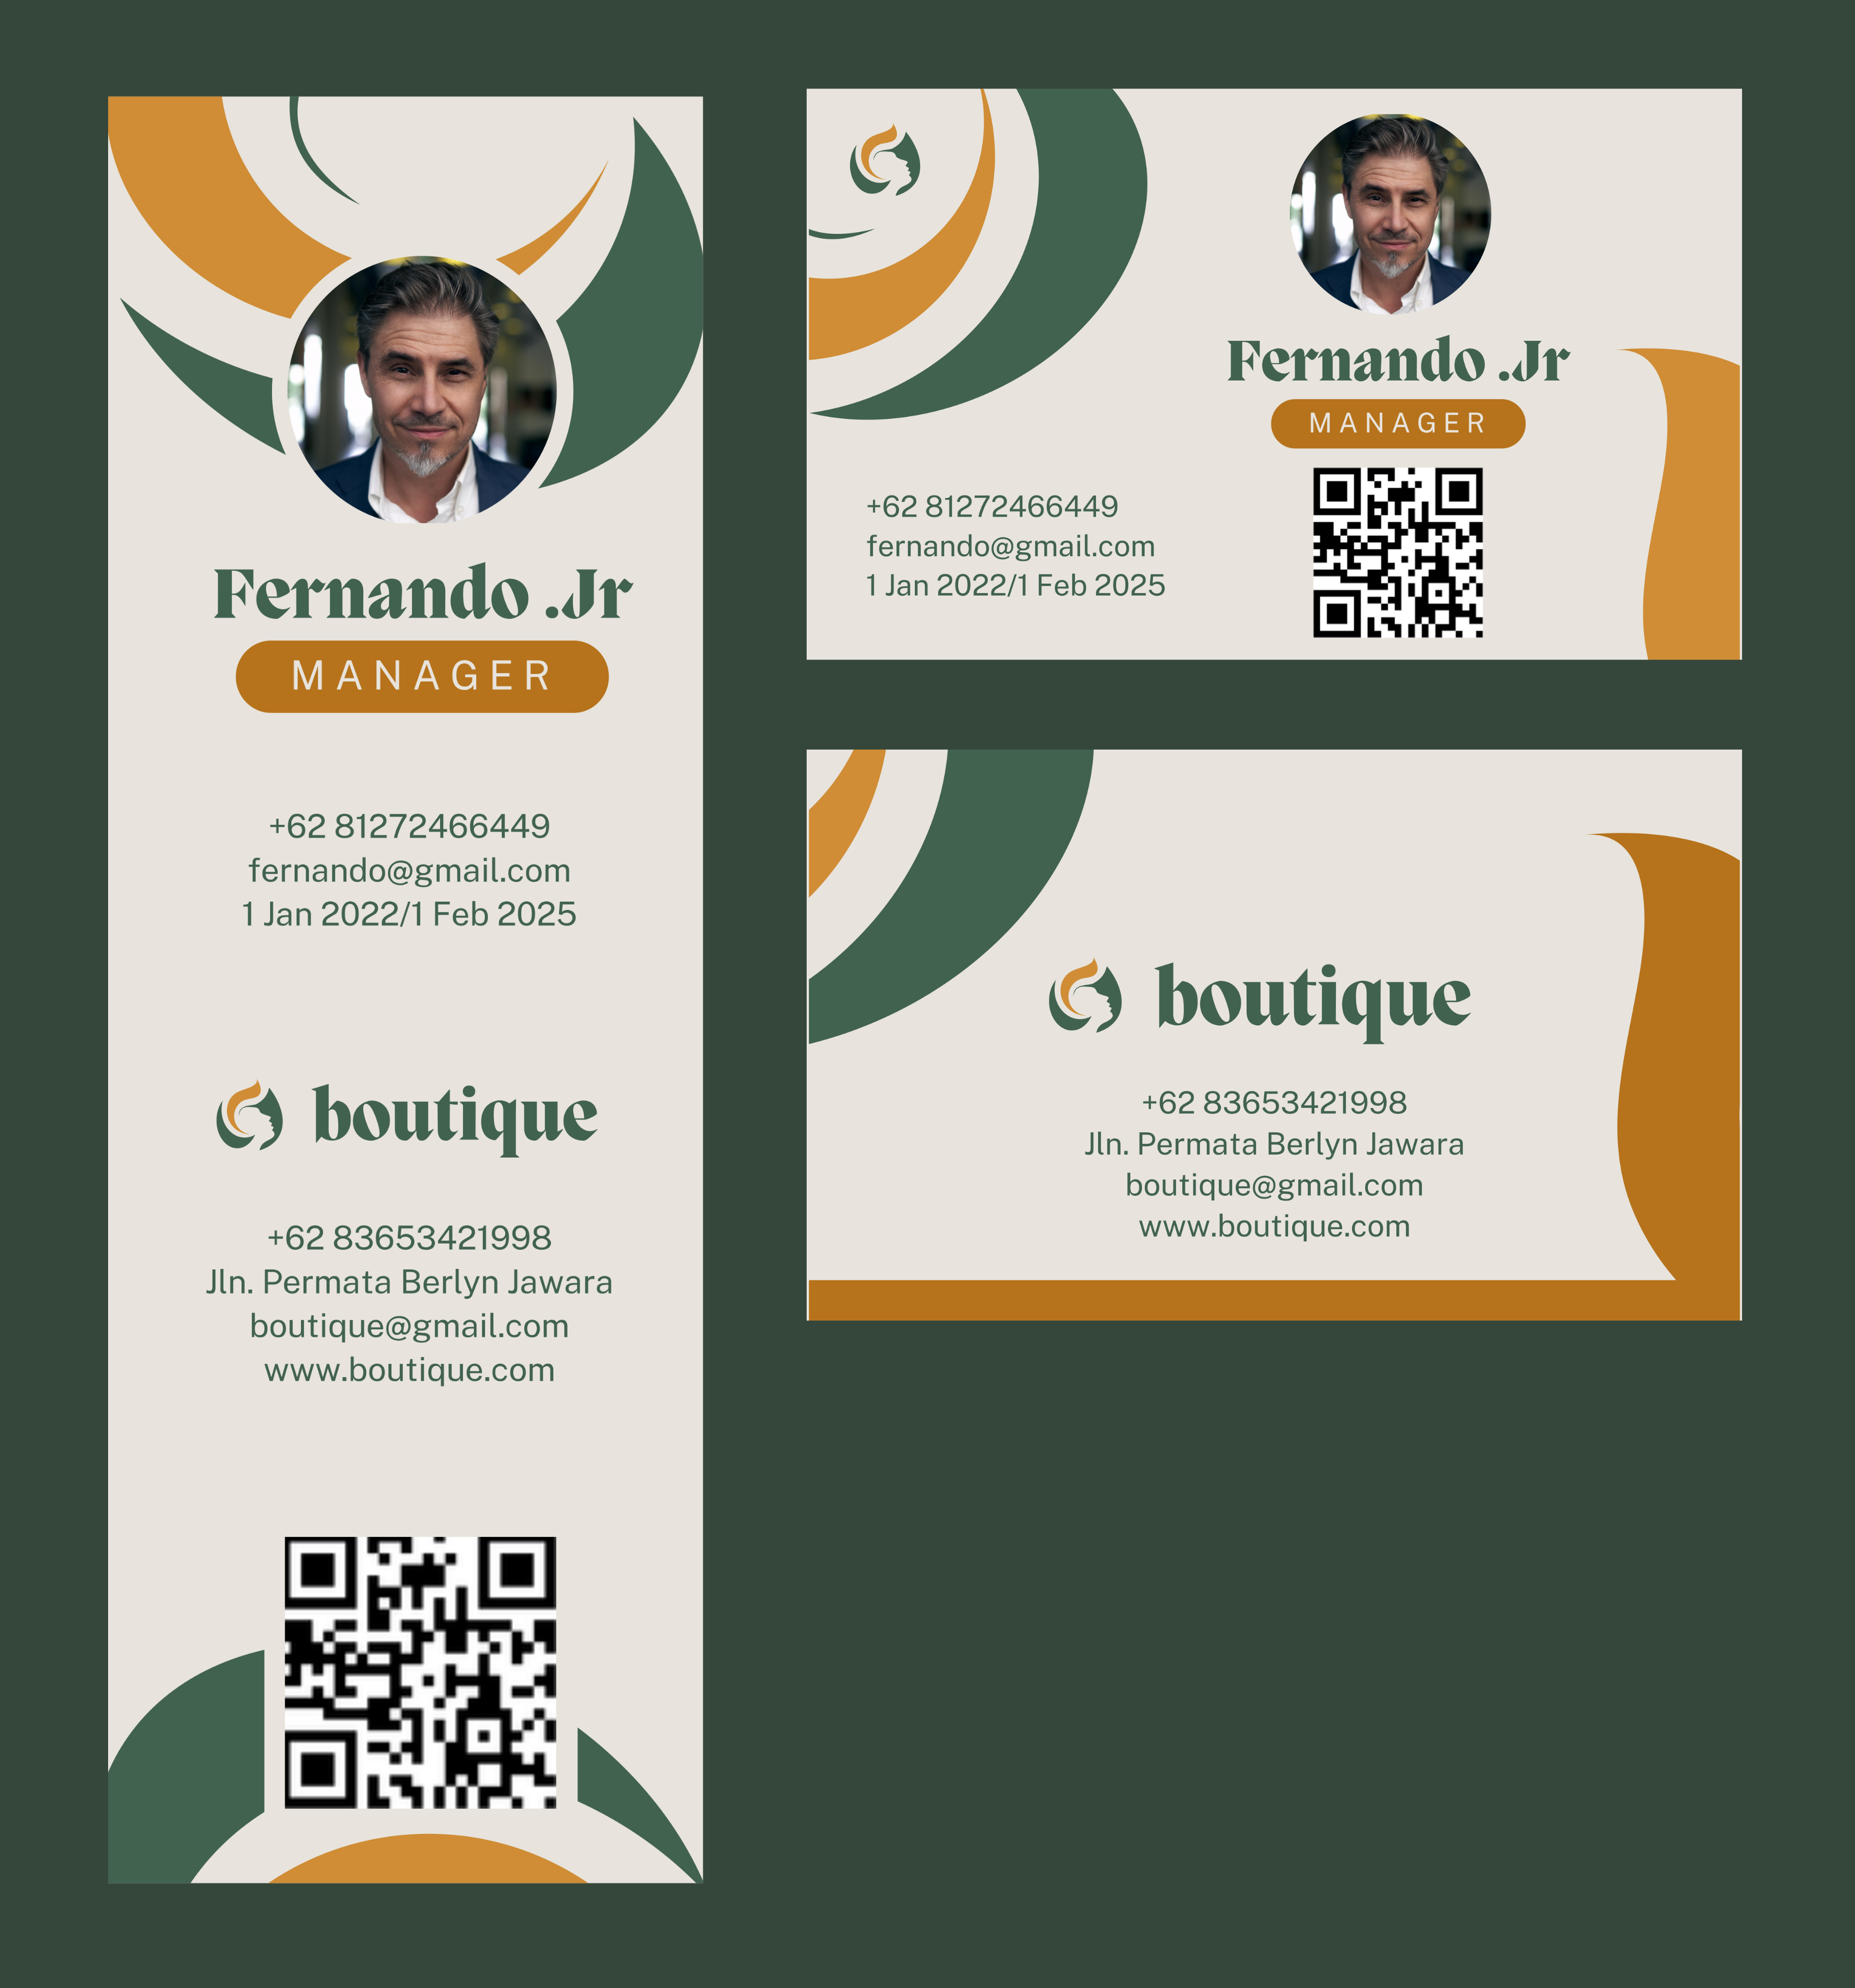 Fernando .Jr
MANAGER
+62 81272466449
fernando@gmail.com
1 Jan 2022/1 Feb 2025
boutique
+62 83653421998
Jln. Permata Berlyn Jawara
boutique@gmail.com
www.boutique.com
Fernando .Jr
MANAGER
+62 81272466449
fernando@gmail.com
1 Jan 2022/1 Feb 2025
boutique
+62 83653421998
Jln. Permata Berlyn Jawara
boutique@gmail.com
www.boutique.com